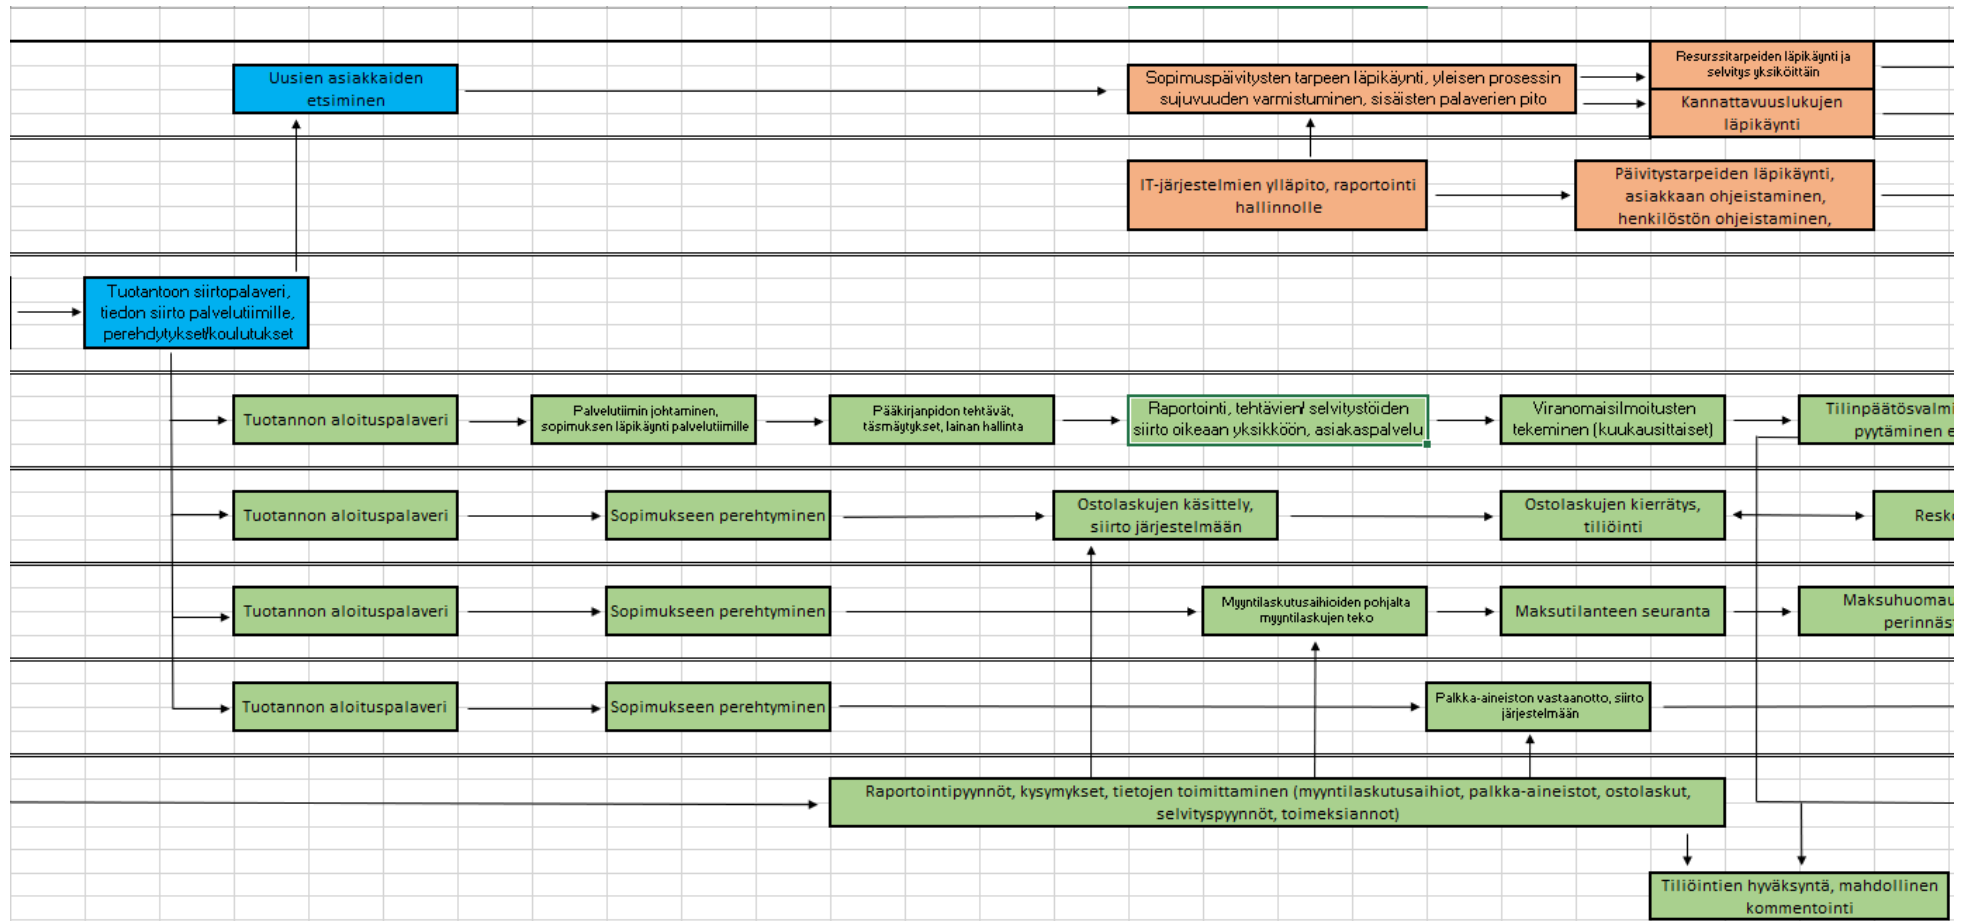 Uusien asiakkaiden
etsiminen
Sopimuspäivitysten tarpeen läpikäynti, yleisen prosessin
sujuvuuden varmistuminen, sisäisten palaverien pito
Resurssitarpeiden läpikäynti ja
selvitys yksiköittäin
Kannattavuuslukujen
läpikäynti
IT-järjestelmien ylläpito, raportointi
hallinnolle
Päivitystarpeiden läpikäynti,
asiakkaan ohjeistaminen,
henkilöstön ohjeistaminen,
Tuotantoon siirtopalaveri,
tiedon siirto palvelutiimille,
perehdytykset/koulutukset
Tuotannon aloituspalaveri
Palvelutiimin johtaminen,
sopimuksen läpikäynti palvelutiimille
Pääkirjanpidon tehtävät,
täsmäytykset, lainan hallinta
Raportointi, tehtävien/ selvitystöiden
siirto oikeaan yksikköön, asiakaspalvelu
Viranomaisilmoitusten
tekeminen (kuukausittaiset)
Tilinpäätösvalmi
pyytäminen e
Tuotannon aloituspalaveri
Sopimukseen perehtyminen
Ostolaskujen käsittely,
siirto järjestelmään
Ostolaskujen kierrätys,
tiliöinti
Resk
Tuotannon aloituspalaveri
Sopimukseen perehtyminen
Myyntilaskutusaihioiden pohjalta
myyntilaskujen teko
Maksutilanteen seuranta
Maksuhuomau
perinnäs
Tuotannon aloituspalaveri
Sopimukseen perehtyminen
Palkka-aineiston vastaanotto, siirto
järjestelmään
Raportointipyynnöt, kysymykset, tietojen toimittaminen (myyntilaskutusaihiot, palkka-aineistot, ostolaskut,
selvityspyynnöt, toimeksiannot)
Tiliöintien hyväksyntä, mahdollinen
kommentointi